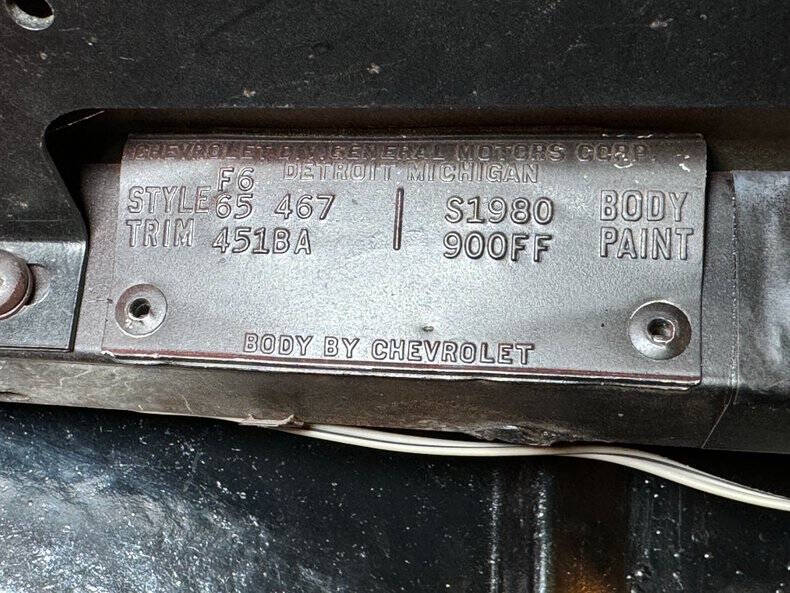 CHEVROLET DIV. GENERAL MOTORS CORP.
DETROIT MICHIGAN
F6
STYLE 65 467 | S1980 BODY
TRIM 451BA 900FF PAINT
BODY BY CHEVROLET